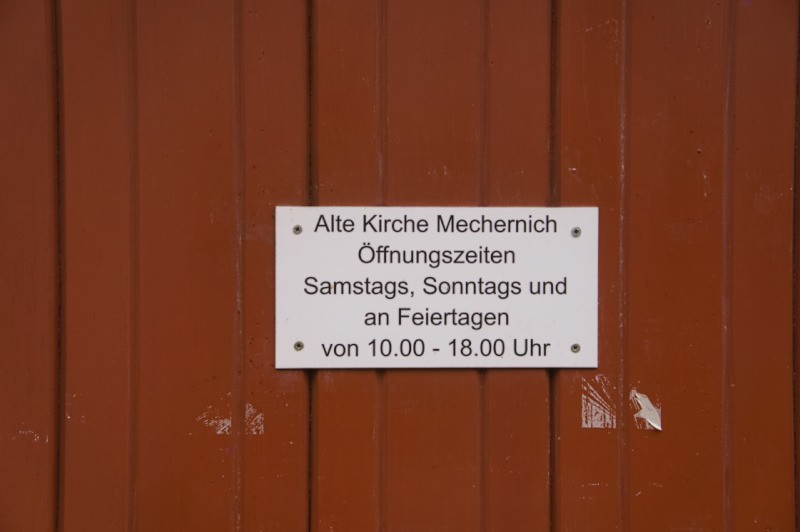 Alte Kirche Mechernich
Öffnungszeiten
Samstags, Sonntags und
an Feiertagen
von 10.00 - 18.00 Uhr